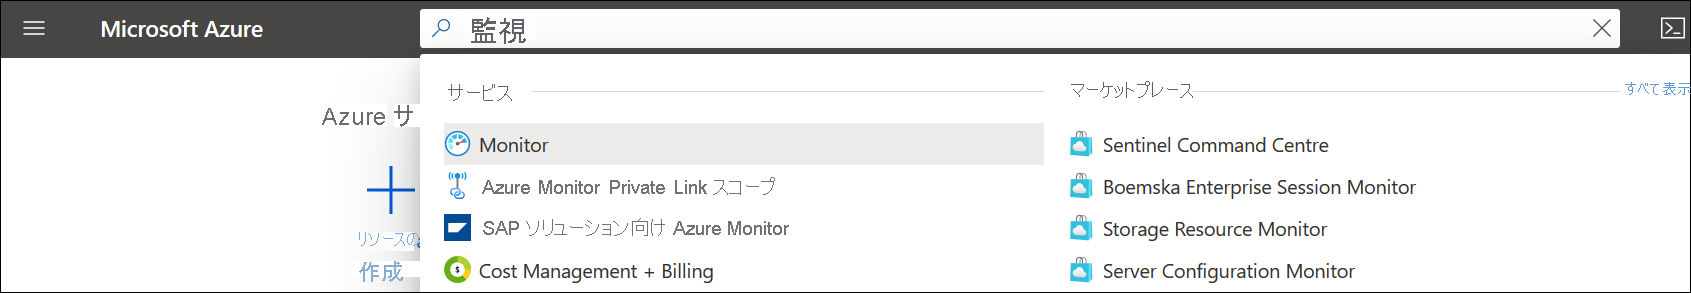 Microsoft Azure
監視
サービス
マーケットプレース
すべて表示
Azure サ
Monitor
Sentinel Command Centre
Azure Monitor Private Link スコープ
Boemska Enterprise Session Monitor
SAP ソリューション向け Azure Monitor
Storage Resource Monitor
リソースの
作成
Cost Management + Billing
Server Configuration Monitor